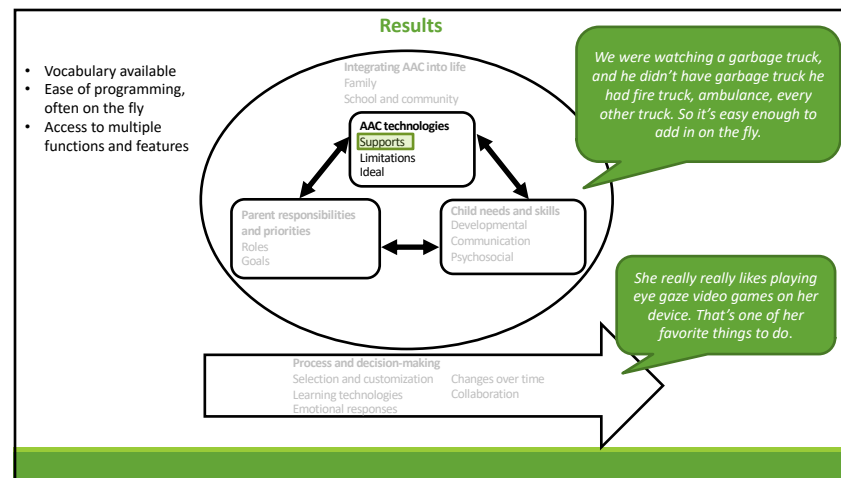 Results
• Vocabulary available
• Ease of programming,
often on the fly
• Access to multiple
functions and features
Integrating AAC into life
Family
School and community
AAC technologies
Supports
Limitations
Ideal
Parent responsibilities
and priorities
Roles
Goals
Child needs and skills
Developmental
Communication
Psychosocial
We were watching a garbage truck,
and he didn’t have garbage truck he
had fire truck, ambulance, every
other truck. So it’s easy enough to
add in on the fly.
She really really likes playing
eye gaze video games on her
device. That’s one of her
favorite things to do.
Process and decision-making
Selection and customization
Learning technologies
Emotional responses
Changes over time
Collaboration